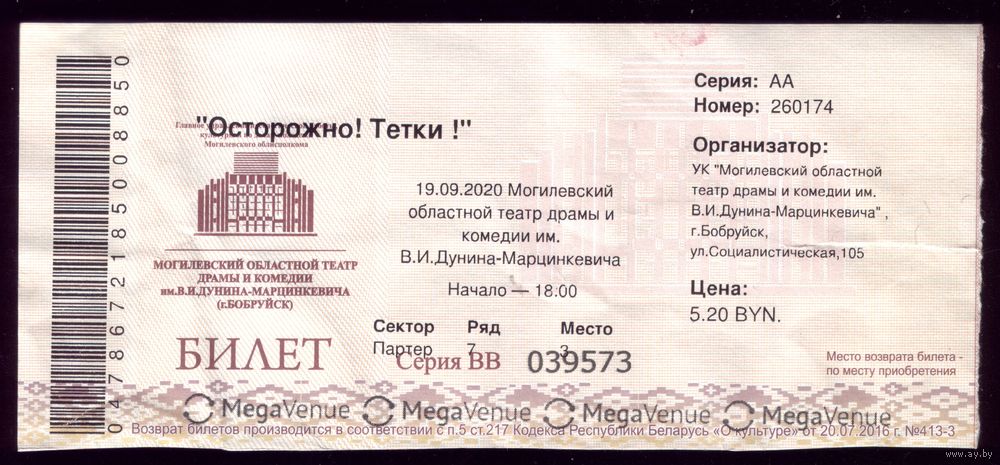 0478672185008850
"Осторожно! Тетки !"
Главное
Могилевского облисполкома
МОГИЛЕВСКИЙ ОБЛАСТНОЙ ТЕАТР
ДРАМЫ И КОМЕДИИ
им.В.И.ДУНИНА-МАРЦИНКЕВИЧА
(г.БОБРУЙСК)
БИЛЕТ
19.09.2020 Могилевский
областной театр драмы и
комедии им.
В.И.Дунина-Марцинкевича
Начало — 18.00
Сектор Ряд Место
Партер 7 3
Серия ВВ 039573
Серия: АА
Номер: 260174
Организатор:
УК "Могилевский областной
театр драмы и комедии им.
В.И.Дунина-Марцинкевича" ,
г.Бобруйск,
ул.Социалистическая,105
Цена:
5.20 BYN.
Место возврата билета -
по месту приобретения
MegaVenue MegaVenue MegaVenue MegaVenue
Возврат билетов производится в соответствии с п.5 ст.217 Кодекса Республики Беларусь "О культуре" от 20.07.2016 г. №413-3
www.ay.by